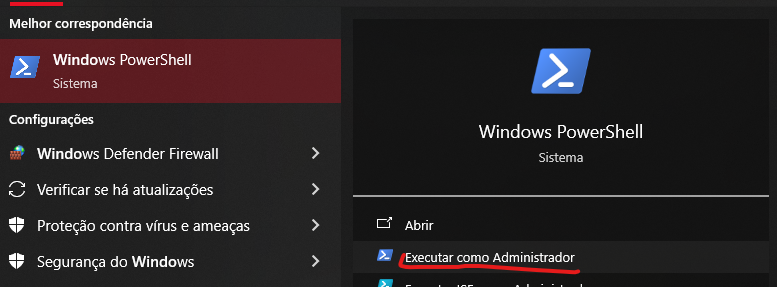 Melhor correspondência
Windows PowerShell
Sistema
Configurações
Windows Defender Firewall
Verificar se há atualizações
Proteção contra vírus e ameaças
Segurança do Windows
Windows PowerShell
Sistema
Abrir
Executar como Administrador